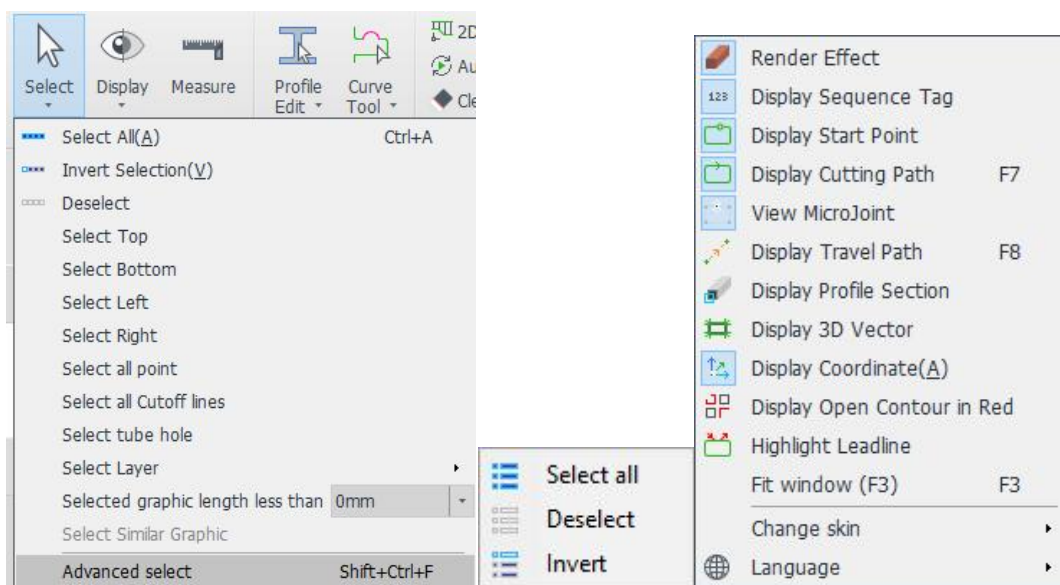 Select
Display
Measure
Profile
Edit
Curve
Tool
2D
Au
Cle
Select All(A) Ctrl+A
Invert Selection(V)
Deselect
Select Top
Select Bottom
Select Left
Select Right
Select all point
Select all Cutoff lines
Select tube hole
Select Layer
Selected graphic length less than 0mm
Select Similar Graphic
Advanced select Shift+Ctrl+F
Select all
Deselect
Invert
Render Effect
123 Display Sequence Tag
Display Start Point
Display Cutting Path F7
View MicroJoint
Display Travel Path F8
Display Profile Section
Display 3D Vector
Display Coordinate(A)
Display Open Contour in Red
Highlight Leadline
Fit window (F3) F3
Change skin
Language